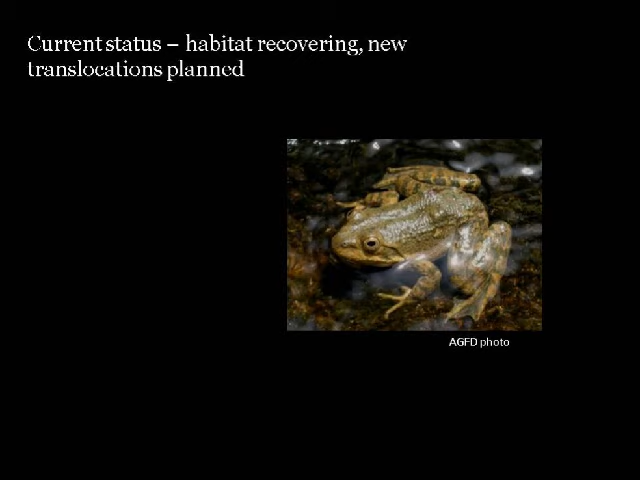 Current status – habitat recovering, new
translocations planned
AGFD photo